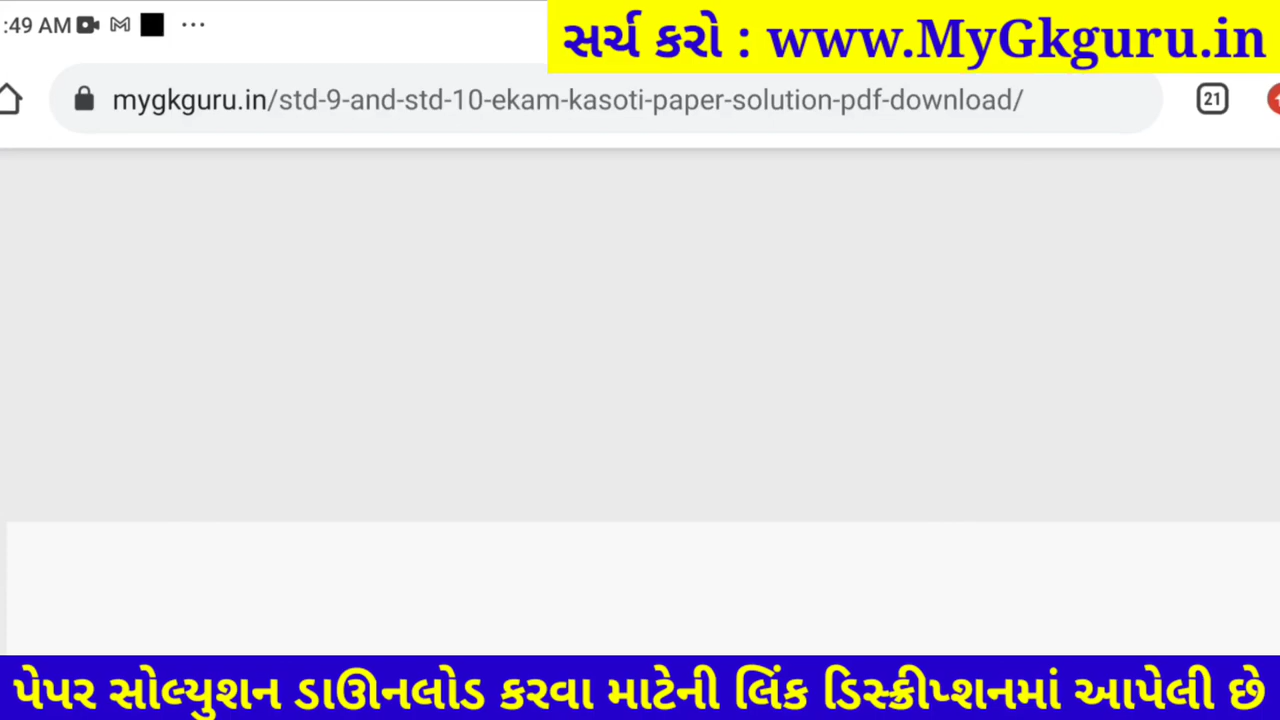 :49 AM ...
સર્ચ કરો : www.MyGkguru.in
mygkguru.in/std-9-and-std-10-ekam-kasoti-paper-solution-pdf-download/
21
પેપર સોલ્યુશન ડાઊનલોડ કરવા માટેની લિંક ડિસ્ક્રીપ્શનમાં આપેલી છે